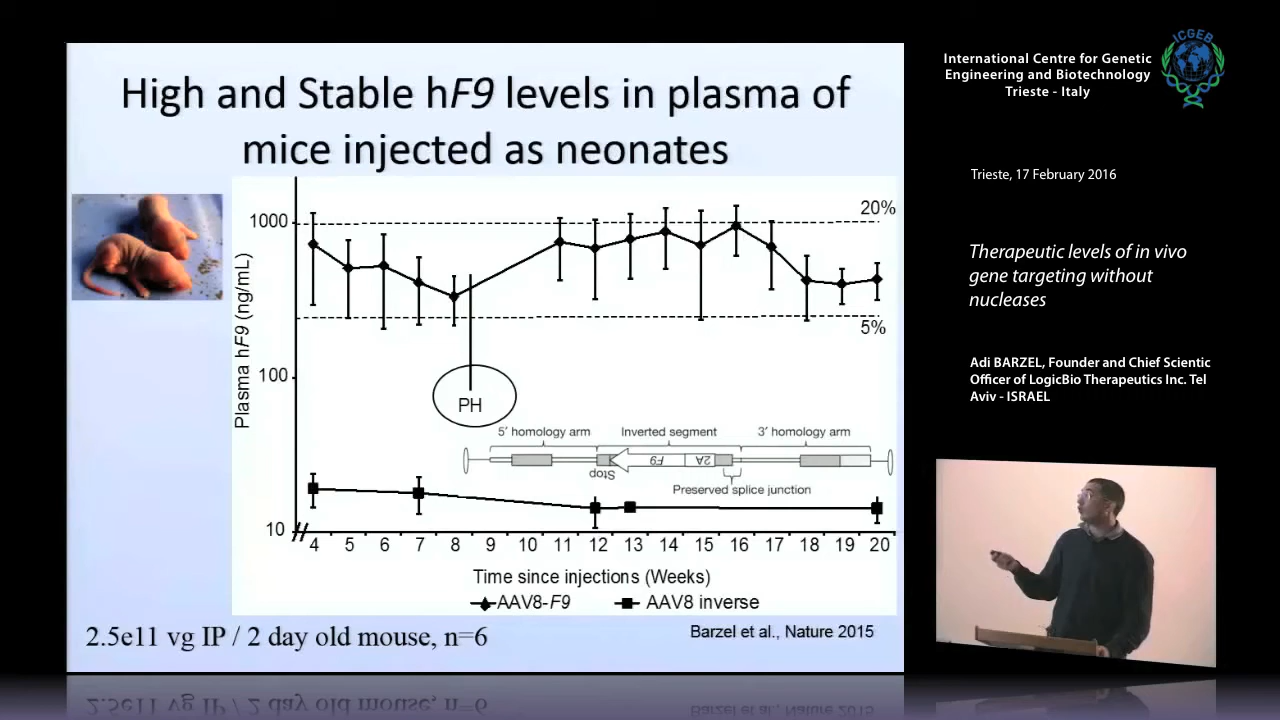 High and Stable hF9 levels in plasma of
mice injected as neonates
Plasma hF9 (ng/mL)
1000
100
10
20%
5%
PH
5' homology arm
Inverted segment
3' homology arm
Stop
F9
2A
Preserved splice junction
4 5 6 7 8 9 10 11 12 13 14 15 16 17 18 19 20
Time since injections (Weeks)
AAV8-F9
AAV8 inverse
2.5e11 vg IP / 2 day old mouse, n=6
Barzel et al., Nature 2015
International Centre for Genetic
Engineering and Biotechnology
Trieste - Italy
ICGEB
Trieste, 17 February 2016
Therapeutic levels of in vivo
gene targeting without
nucleases
Adi BARZEL, Founder and Chief Scientic
Officer of LogicBio Therapeutics Inc. Tel
Aviv - ISRAEL